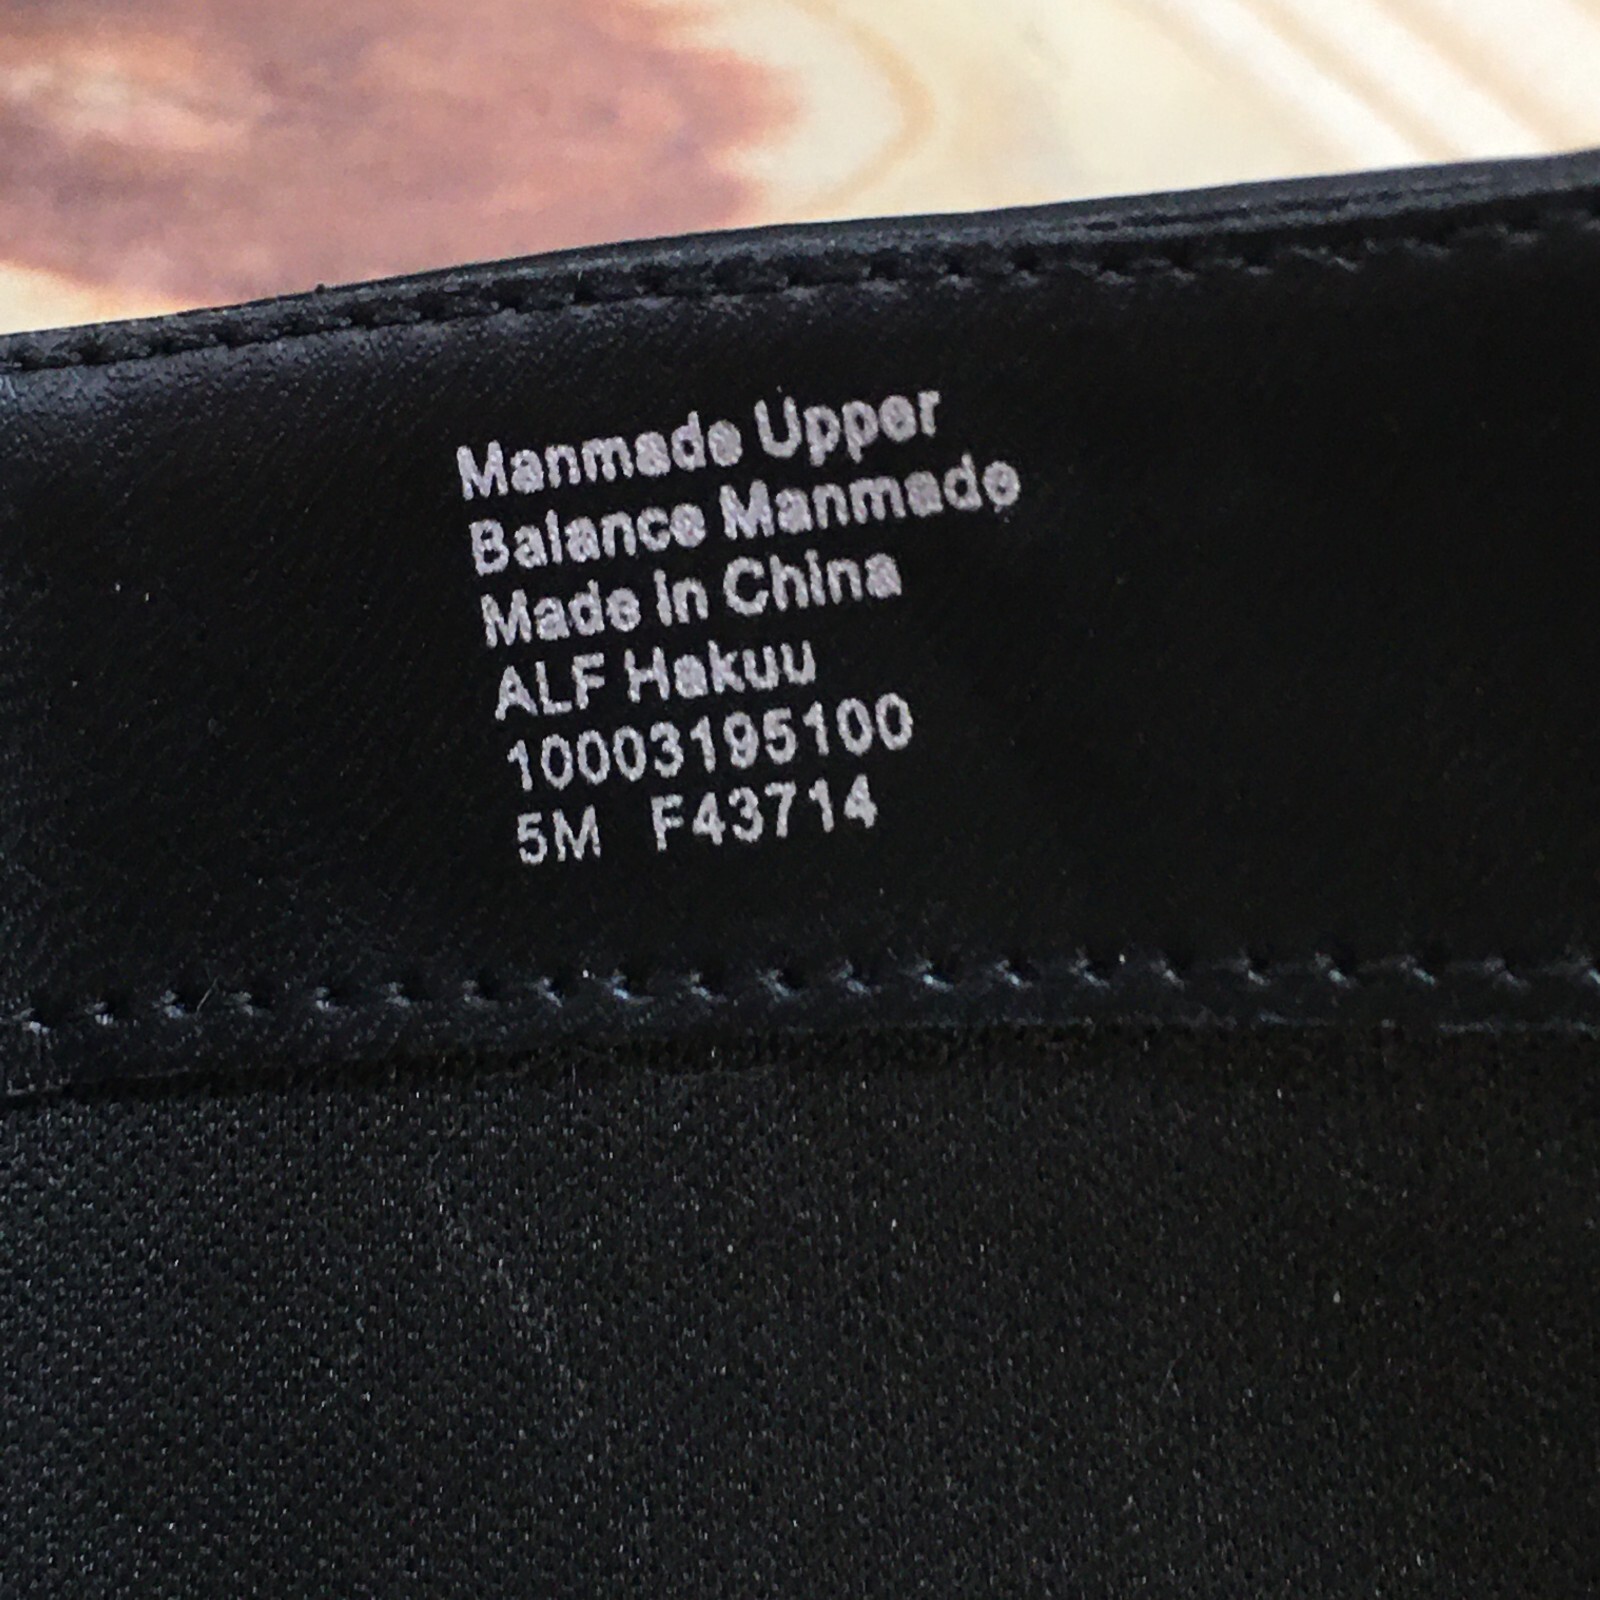 Manmade Upper
Balance Manmade
Made in China
ALF Hakuu
10003195100
5M F43714